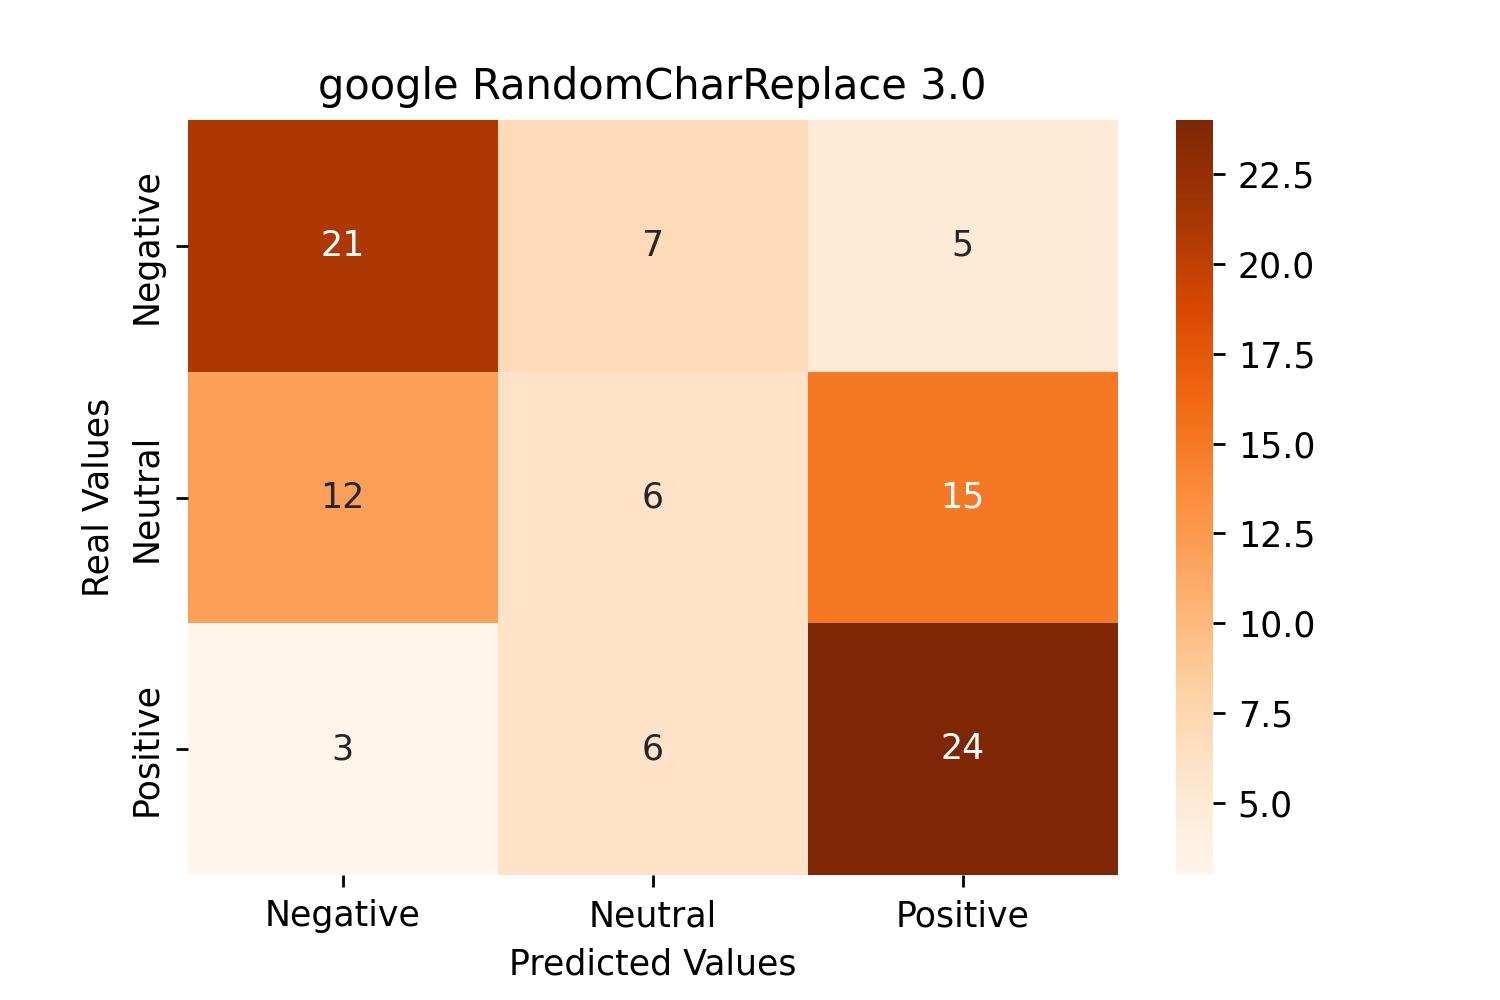 google RandomCharReplace 3.0
Real Values
Negative
21 7 5
Neutral
12 6 15
Positive
3 6 24
Negative Neutral Positive
Predicted Values
22.5
20.0
17.5
15.0
12.5
10.0
7.5
5.0